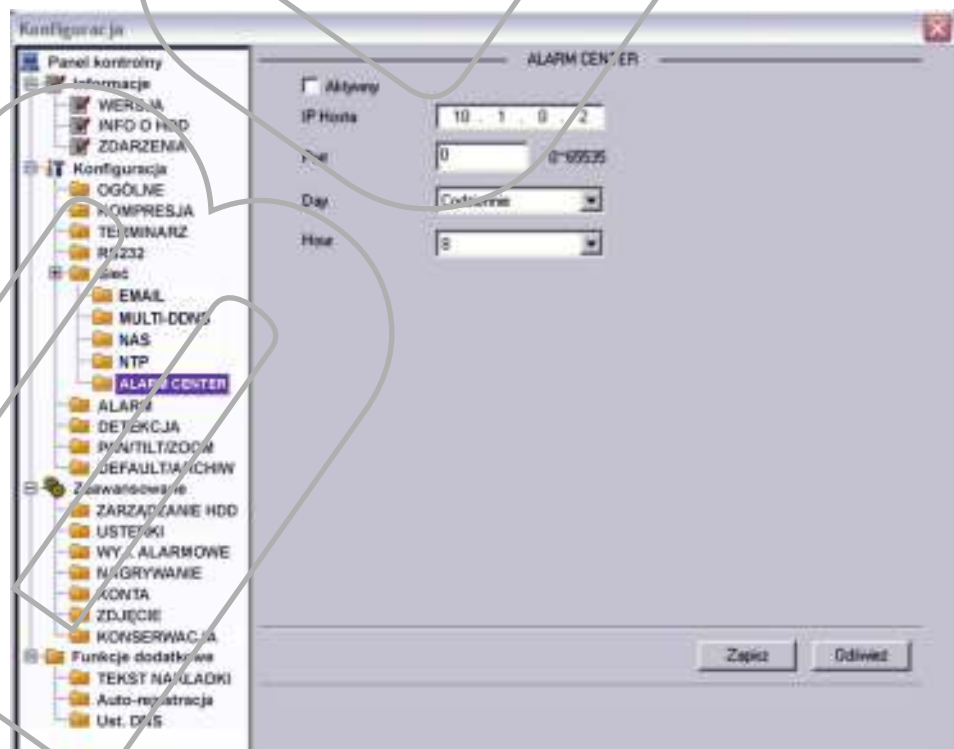 Konfiguracja
Panel kontrolny
Informacje
WERSJA
INFO O HDD
ZDARZENIA
Konfiguracja
OGÓLNE
KOMPRESJA
TERMINARZ
RS232
Sieć
EMAIL
MULTI-DDNS
NAS
NTP
ALARM CENTER
ALARM
DETEKCJA
PAN/TILT/ZOOM
DEFAULT/ARCHIW
Zaawansowane
ZARZĄDZANIE HDD
USTERKI
WYJ. ALARMOWE
NAGRYWANIE
KONTA
ZDJĘCIE
KONSERWACJA
Funkcje dodatkowe
TEKST NAKŁADKI
Auto-rejestracja
Ust. DNS
ALARM CENTER
Aktywny
IP Hosta 10 . 1 . 0 . 2
Port 0 0~65535
Day Codziennie
Hour 8
Zapisz Odśwież